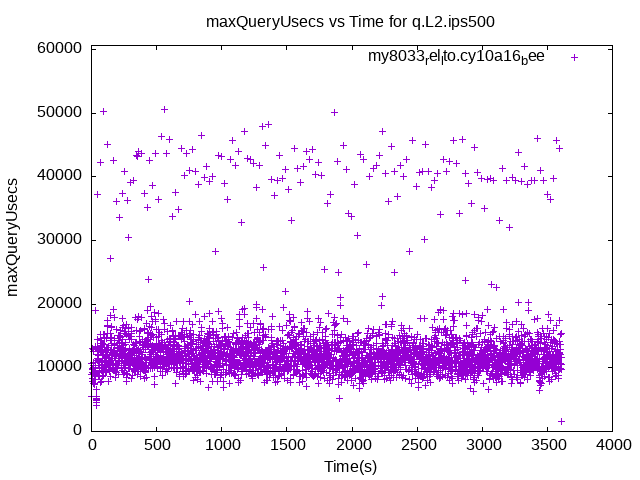 maxQueryUsecs vs Time for q.L2.ips500
my8033_rel_lto.cy10a16_bee
60000
50000
40000
30000
20000
10000
0
maxQueryUsecs
0 500 1000 1500 2000 2500 3000 3500 4000
Time(s)